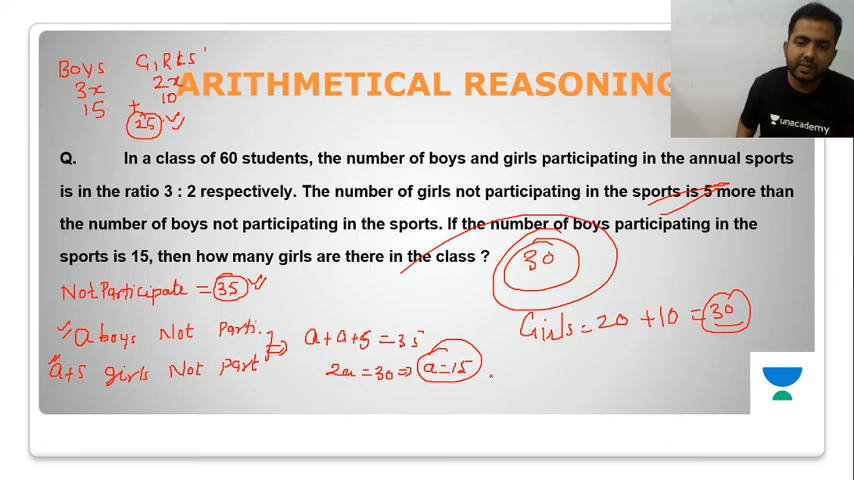 Boys GIRLS
3x 2x
15 + 10
25
ARITHMETICAL REASONING
unacademy
Q. In a class of 60 students, the number of boys and girls participating in the annual sports
is in the ratio 3 : 2 respectively. The number of girls not participating in the sports is 5 more than
the number of boys not participating in the sports. If the number of boys participating in the
sports is 15, then how many girls are there in the class ?
30
Not Participate = 35
Girls = 20 + 10 = 30
a boys Not Parti. ⇒ a + a + 5 = 35
a+5 girls Not Part 2a = 30 ⇒ a = 15